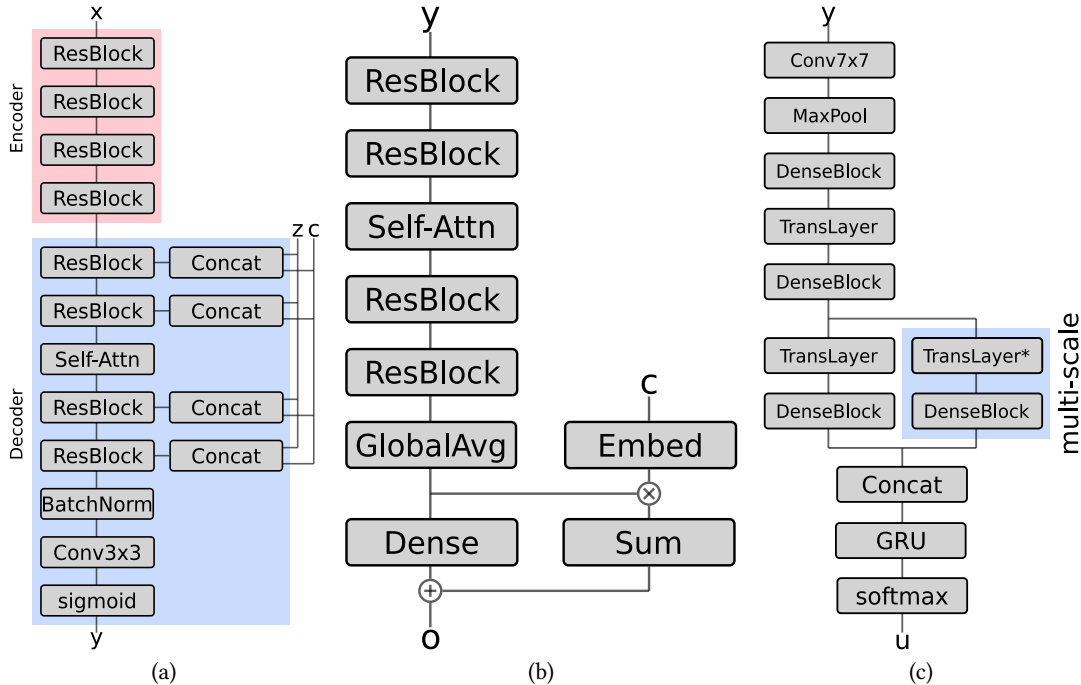 x
Encoder
ResBlock
ResBlock
ResBlock
ResBlock
z c
Decoder
ResBlock Concat
ResBlock Concat
Self-Attn
ResBlock Concat
ResBlock Concat
BatchNorm
Conv3x3
sigmoid
y
(a)
y
ResBlock
ResBlock
Self-Attn
ResBlock
ResBlock
c
GlobalAvg Embed
×
Dense Sum
+
o
(b)
y
Conv7x7
MaxPool
DenseBlock
TransLayer
DenseBlock
TransLayer TransLayer*
DenseBlock DenseBlock
multi-scale
Concat
GRU
softmax
u
(c)